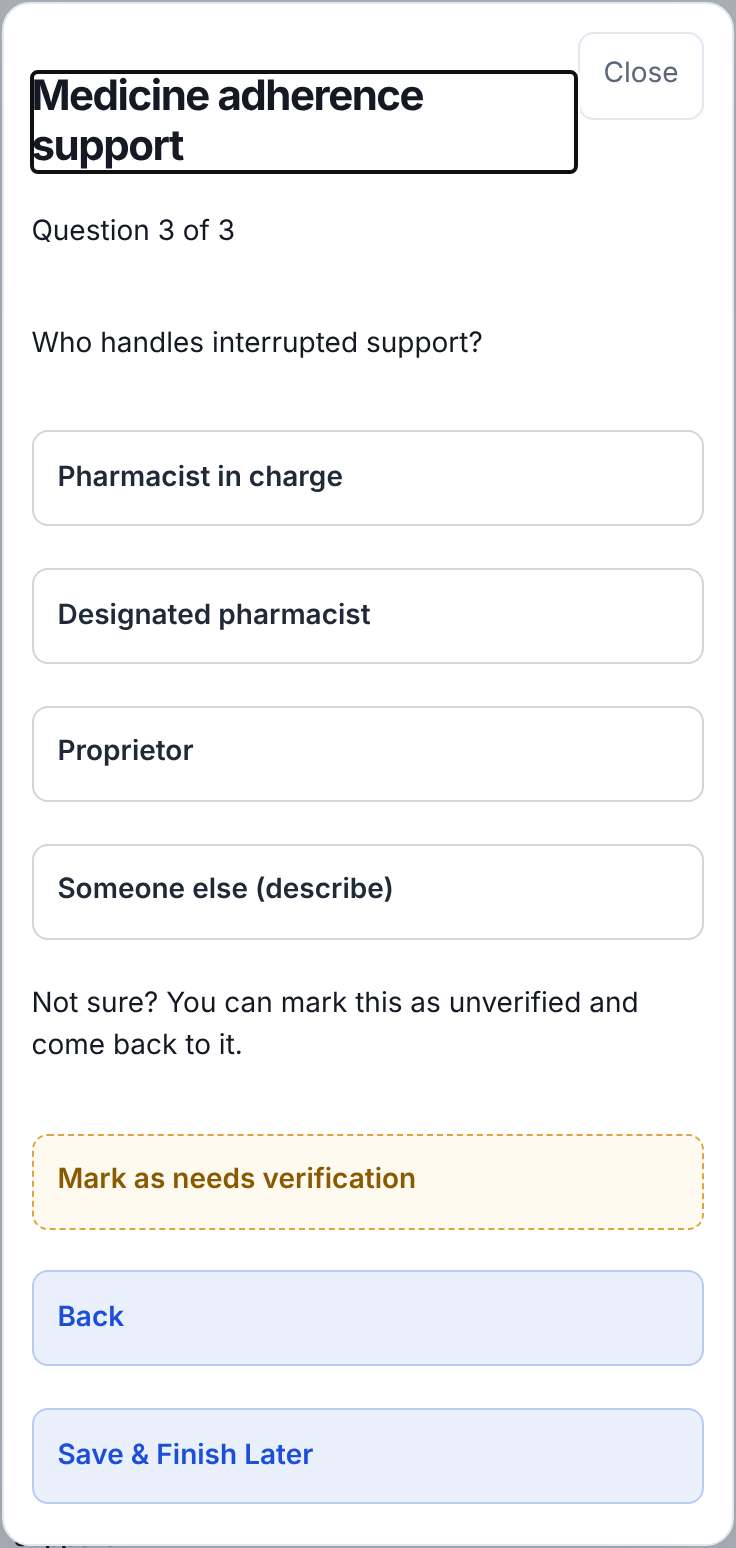 Close
Medicine adherence
support
Question 3 of 3
Who handles interrupted support?
Pharmacist in charge
Designated pharmacist
Proprietor
Someone else (describe)
Not sure? You can mark this as unverified and
come back to it.
Mark as needs verification
Back
Save & Finish Later